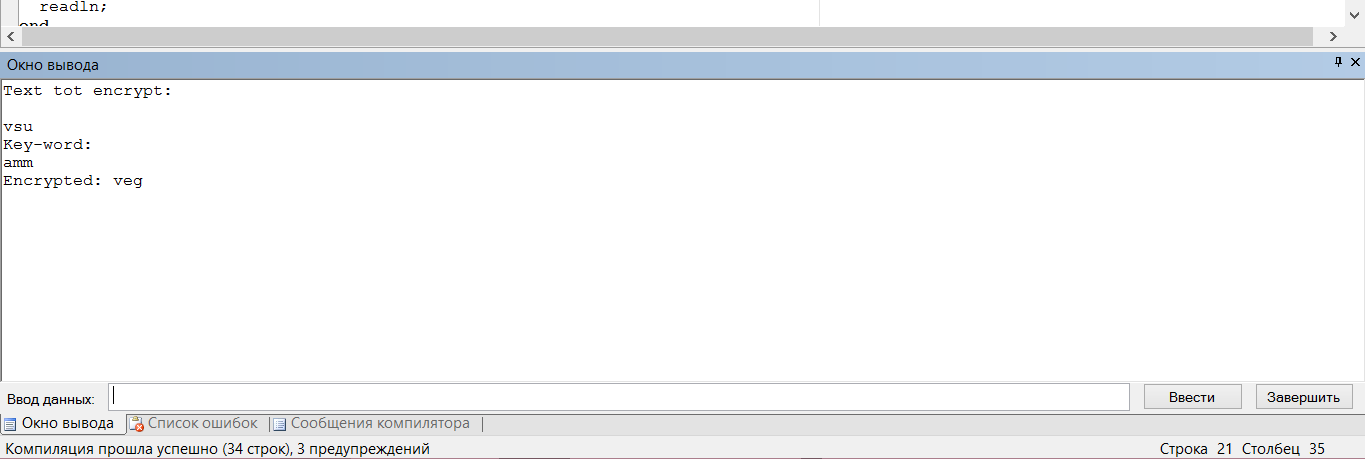 readln;
end
Окно вывода
Text tot encrypt:
vsu
Key-word:
amm
Encrypted: veg
Ввод данных:
Ввести
Завершить
Окно вывода
Список ошибок
Сообщения компилятора
Компиляция прошла успешно (34 строк), 3 предупреждений
Строка 21 Столбец 35